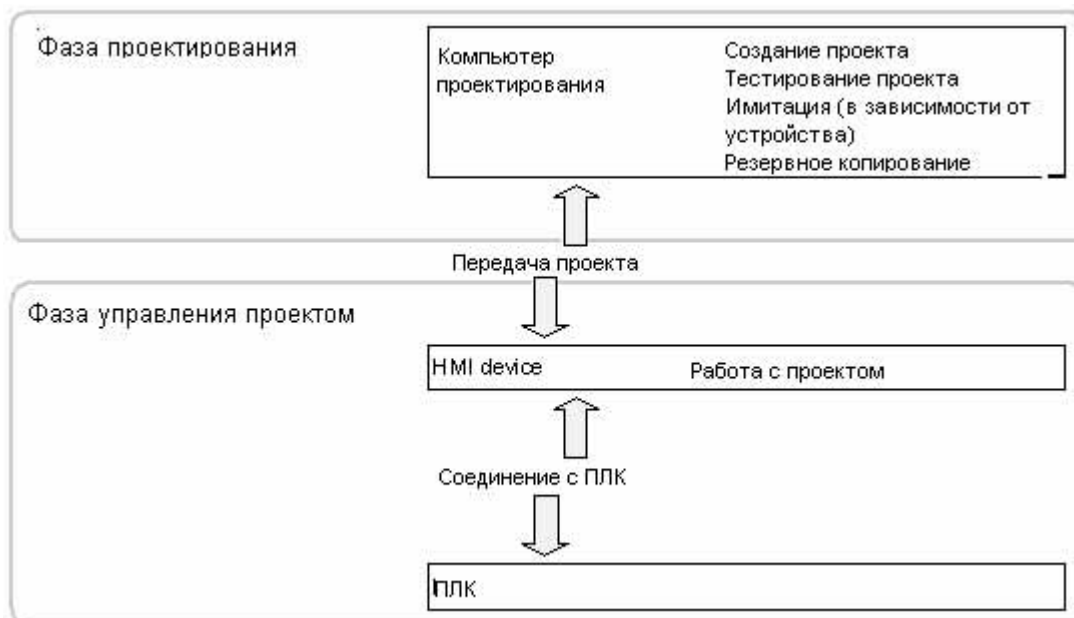 Фаза проектирования
Компьютер
проектирования
Создание проекта
Тестирование проекта
Имитация (в зависимости от
устройства)
Резервное копирование
Передача проекта
Фаза управления проектом
HMI device
Работа с проектом
Соединение с ПЛК
ПЛК